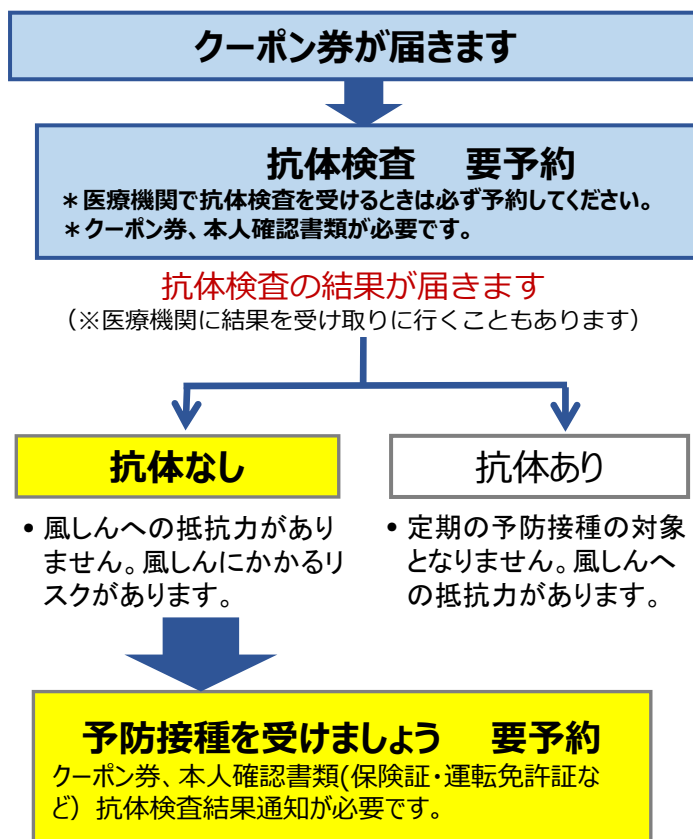 クーポン券が届きます
抗体検査　要予約
＊医療機関で抗体検査を受けるときは必ず予約してください。
＊クーポン券、本人確認書類が必要です。
抗体検査の結果が届きます
（※医療機関に結果を受け取りに行くこともあります）
抗体なし
• 風しんへの抵抗力があり
ません。風しんにかかるリ
スクがあります。
抗体あり
• 定期の予防接種の対象
となりません。風しんへ
の抵抗力があります。
予防接種を受けましょう　要予約
クーポン券、本人確認書類(保険証・運転免許証な
ど）抗体検査結果通知が必要です。